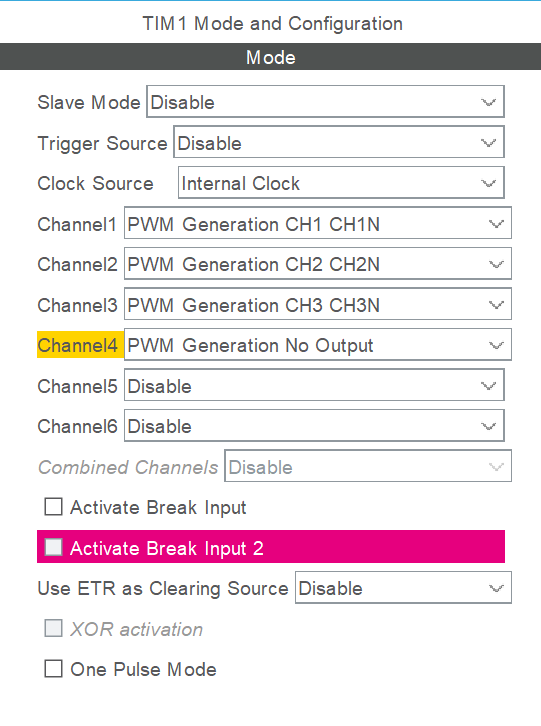 TIM1 Mode and Configuration
Mode
Slave Mode Disable
Trigger Source Disable
Clock Source Internal Clock
Channel1 PWM Generation CH1 CH1N
Channel2 PWM Generation CH2 CH2N
Channel3 PWM Generation CH3 CH3N
Channel4 PWM Generation No Output
Channel5 Disable
Channel6 Disable
Combined Channels Disable
Activate Break Input
Activate Break Input 2
Use ETR as Clearing Source Disable
XOR activation
One Pulse Mode